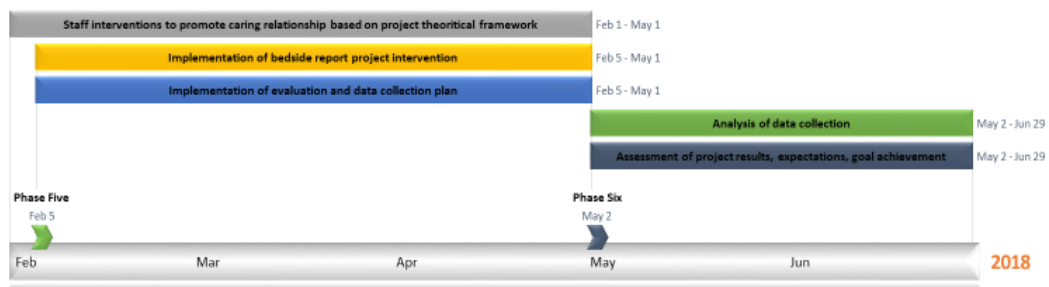 Staff interventions to promote caring relationship based on project theoritical framework Feb 1 - May 1
Implementation of bedside report project intervention Feb 5 - May 1
Implementation of evaluation and data collection plan Feb 5 - May 1
Analysis of data collection May 2 - Jun 29
Assessment of project results, expectations, goal achievement May 2 - Jun 29
Phase Five Phase Six
Feb 5 May 2
Feb Mar Apr May Jun 2018